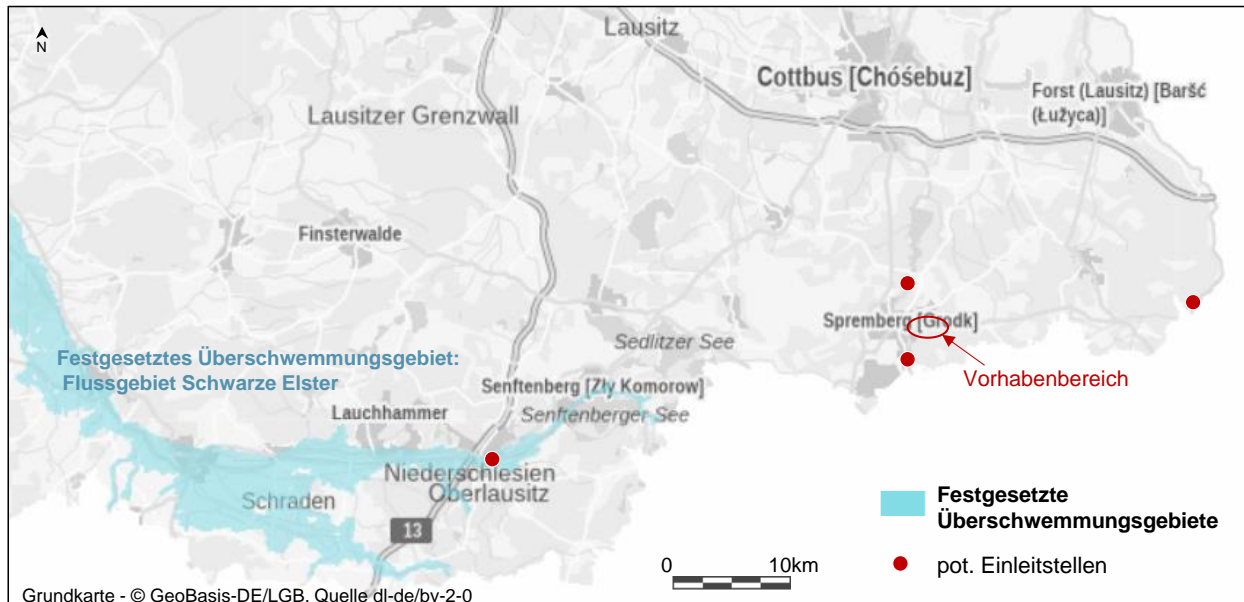 N
Lausitz
Cottbus [Chóśebuz]
Forst (Lausitz) [Baršć
(Łužyca)]
Lausitzer Grenzwall
Finsterwalde
Spremberg [Grodk]
Sedlitzer See
Festgesetztes Überschwemmungsgebiet:
Flussgebiet Schwarze Elster
Vorhabenbereich
Senftenberg [Zły Komorow]
Lauchhammer
Senftenberger See
Niederschlesien
Oberlausitz
Schraden
13
Festgesetzte
Überschwemmungsgebiete
0 10km
pot. Einleitstellen
Grundkarte - © GeoBasis-DE/LGB, Quelle dl-de/by-2-0